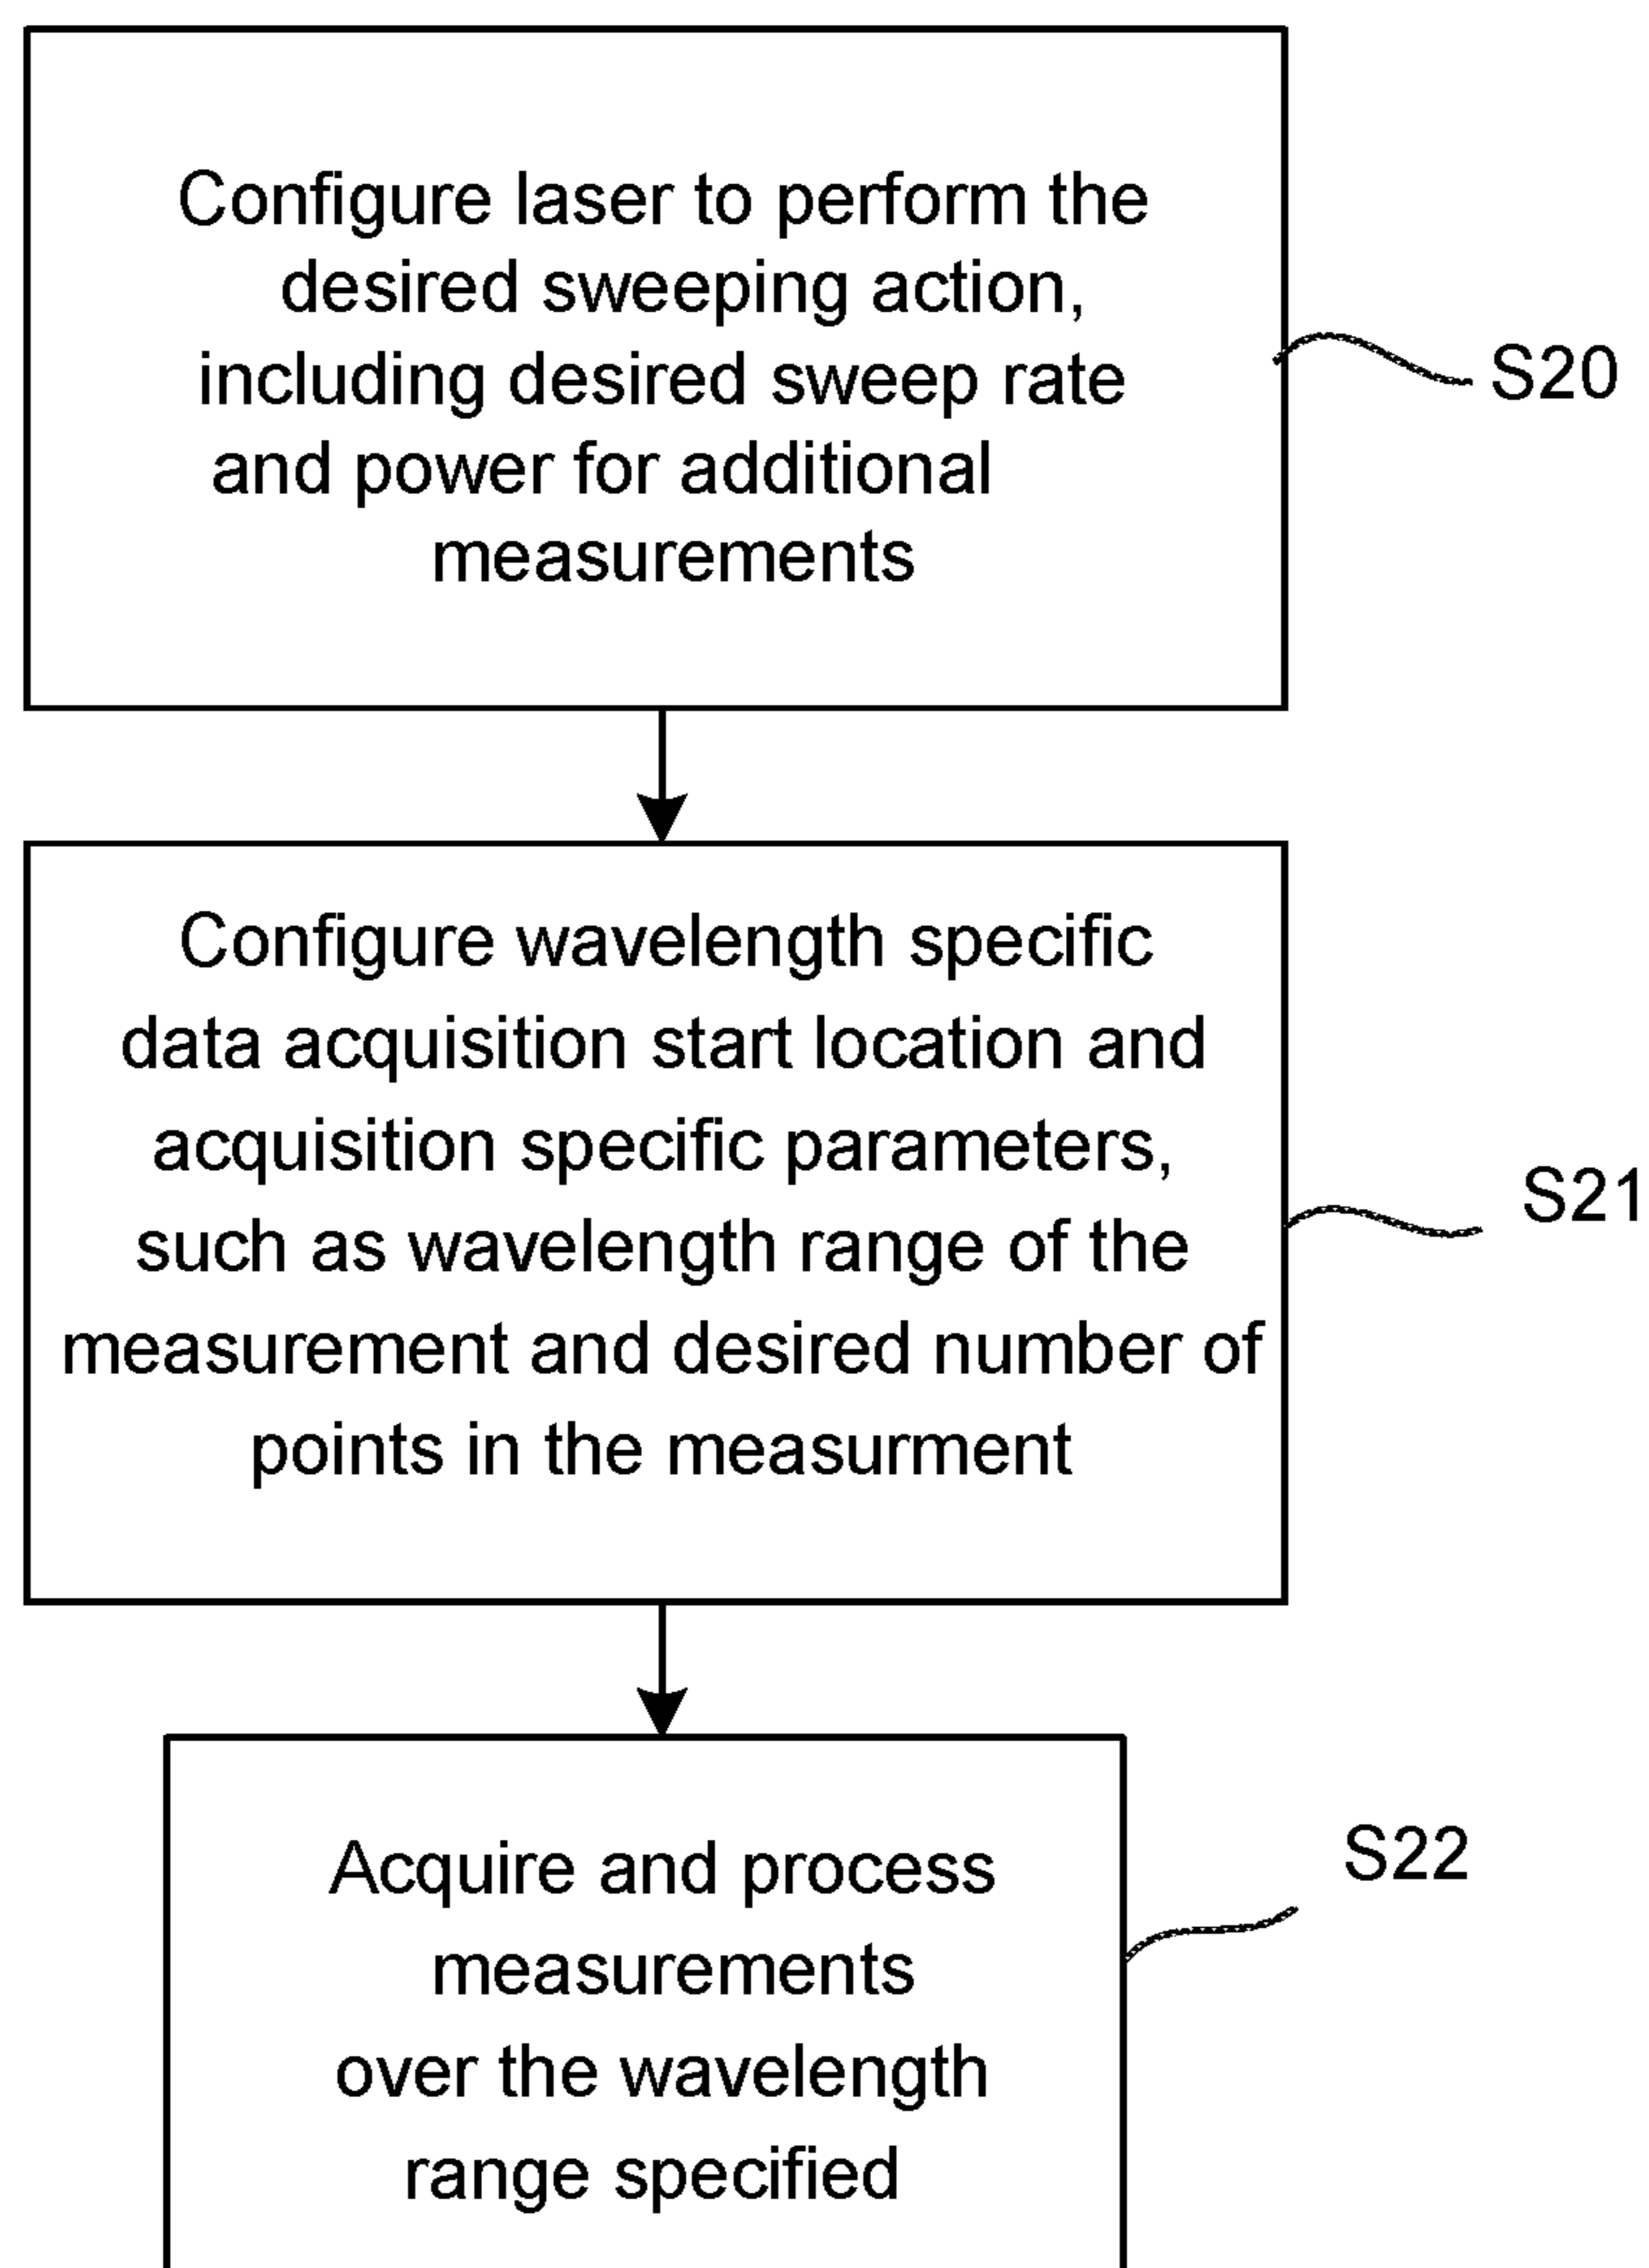 Configure laser to perform the
desired sweeping action,
including desired sweep rate
and power for additional
measurements
S20
Configure wavelength specific
data acquisition start location and
acquisition specific parameters,
such as wavelength range of the
measurement and desired number of
points in the measurment
S21
Acquire and process
measurements
over the wavelength
range specified
S22